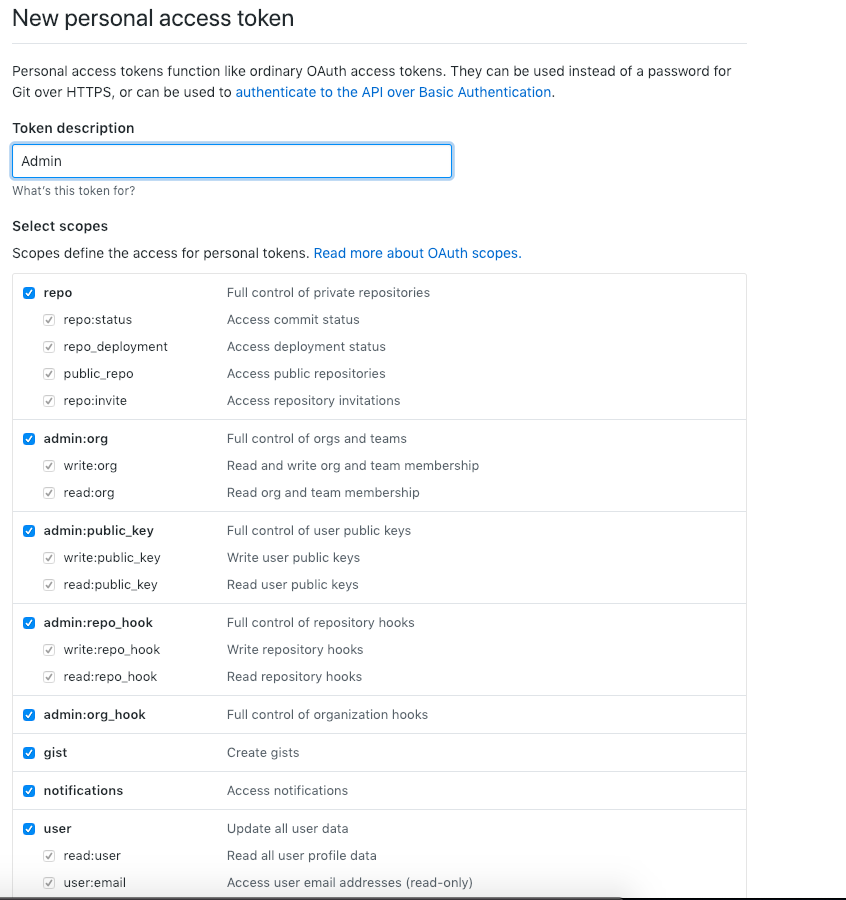 New personal access token
Personal access tokens function like ordinary OAuth access tokens. They can be used instead of a password for
Git over HTTPS, or can be used to authenticate to the API over Basic Authentication.
Token description
Admin
What's this token for?
Select scopes
Scopes define the access for personal tokens. Read more about OAuth scopes.
repo Full control of private repositories
repo:status Access commit status
repo_deployment Access deployment status
public_repo Access public repositories
repo:invite Access repository invitations
admin:org Full control of orgs and teams
write:org Read and write org and team membership
read:org Read org and team membership
admin:public_key Full control of user public keys
write:public_key Write user public keys
read:public_key Read user public keys
admin:repo_hook Full control of repository hooks
write:repo_hook Write repository hooks
read:repo_hook Read repository hooks
admin:org_hook Full control of organization hooks
gist Create gists
notifications Access notifications
user Update all user data
read:user Read all user profile data
user:email Access user email addresses (read-only)